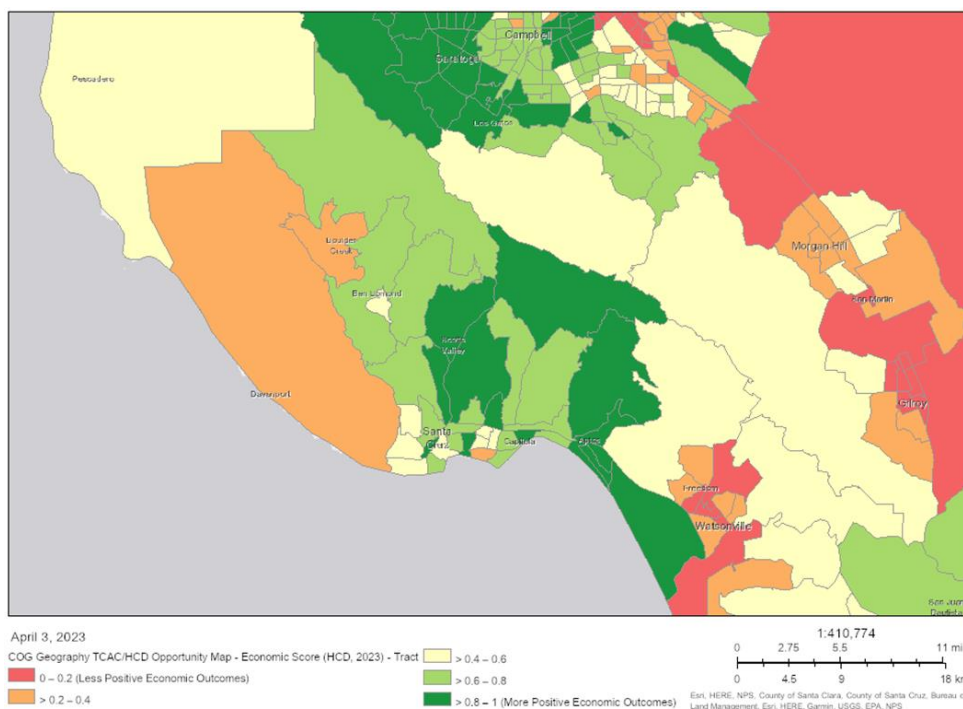 Pescadero
Campbell
Saratoga
Los Gatos
Boulder
Creek
Ben Lomond
Scotts
Valley
Morgan Hill
San Martin
Gilroy
Davenport
Santa
Cruz
Capitola
Aptos
Freedom
Watsonville
San Juan
Bautista
April 3, 2023
COG Geography TCAC/HCD Opportunity Map - Economic Score (HCD, 2023) - Tract
0 – 0.2 (Less Positive Economic Outcomes)
> 0.2 – 0.4
> 0.4 – 0.6
> 0.6 – 0.8
> 0.8 – 1 (More Positive Economic Outcomes)
1:410,774
0 2.75 5.5 11 mi
0 4.5 9 18 km
Esri, HERE, NPS, County of Santa Clara, County of Santa Cruz, Bureau o
Land Management, Esri, HERE, Garmin, USGS, EPA, NPS